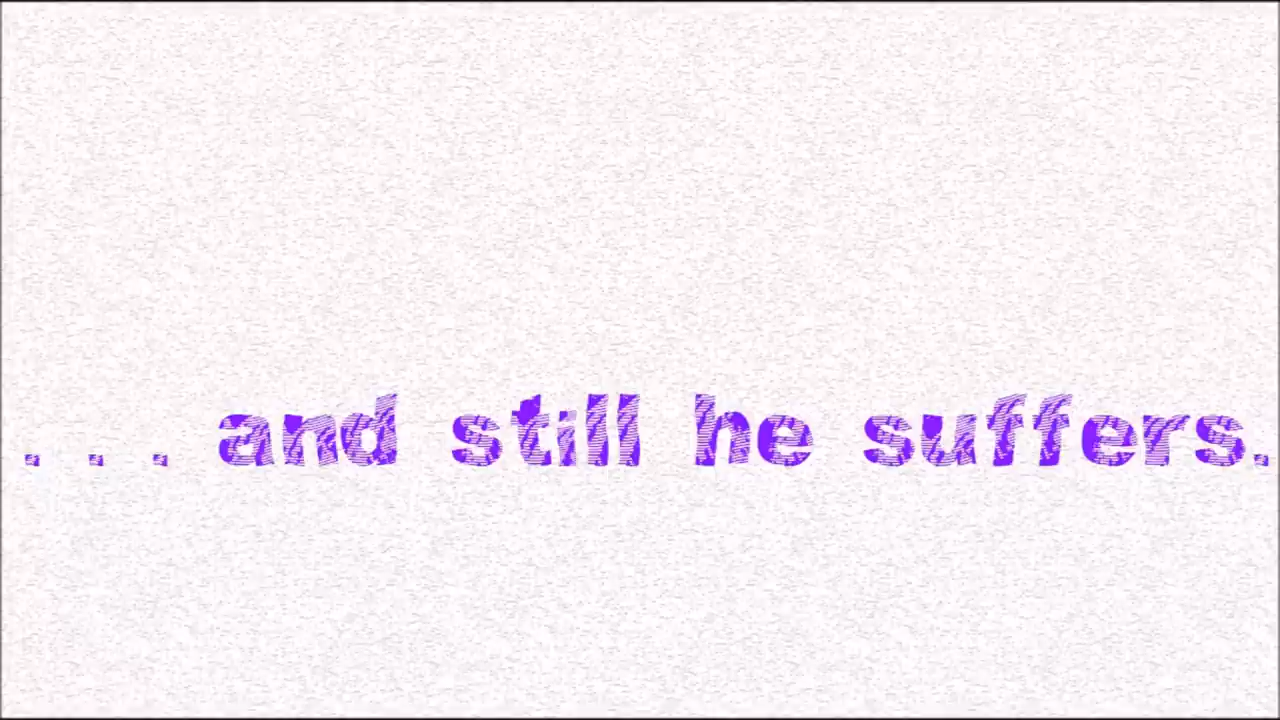 . . . and still he suffers.